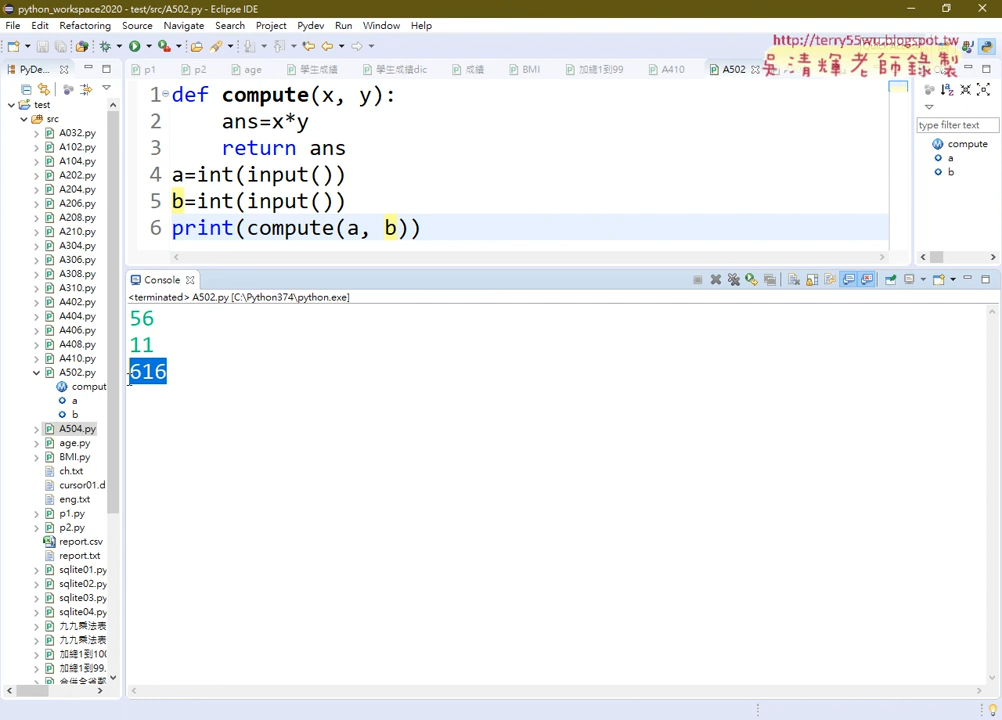 python_workspace2020 - test/src/A502.py - Eclipse IDE
File Edit Refactoring Source Navigate Search Project Pydev Run Window Help
http://terry55wu.blogspot.tw
吳清輝老師錄製
PyDe...
p1 p2 age 學生成績 學生成績dic 成績 BMI 加總1到99 A410 A502
test
src
A032.py
A102.py
A104.py
A202.py
A204.py
A206.py
A208.py
A210.py
A304.py
A306.py
A308.py
A310.py
A402.py
A404.py
A406.py
A408.py
A410.py
A502.py
comput
a
b
A504.py
age.py
BMI.py
ch.txt
cursor01.d
eng.txt
p1.py
p2.py
report.csv
report.txt
sqlite01.py
sqlite02.py
sqlite03.py
sqlite04.py
九九乘法表
九九乘法表
加總1到100
加總1到99.
1 def compute(x, y):
2 ans=x*y
3 return ans
4 a=int(input())
5 b=int(input())
6 print(compute(a, b))
type filter text
compute
a
b
Console
<terminated> A502.py [C:\Python374\python.exe]
56
11
616